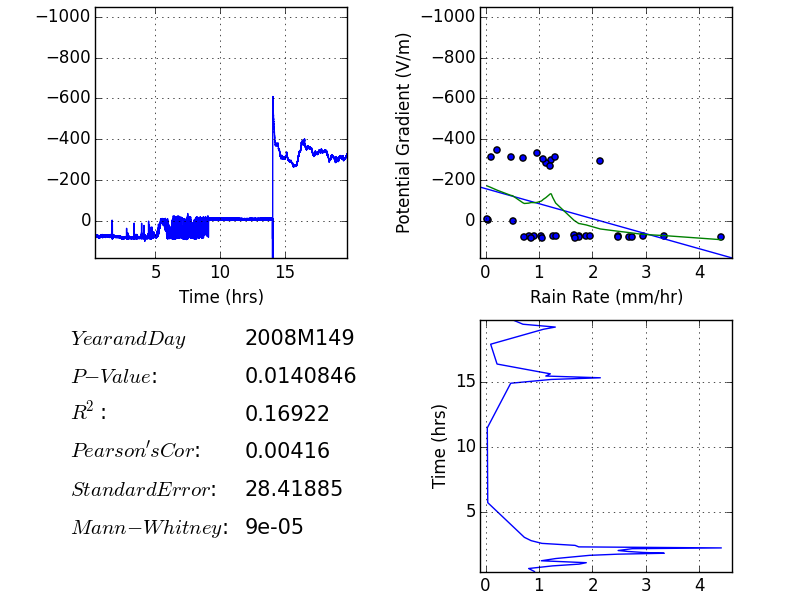 −1000
−800
−600
−400
−200
0
5 10 15
Time (hrs)
Potential Gradient (V/m)
−1000
−800
−600
−400
−200
0
0 1 2 3 4
Rain Rate (mm/hr)
YearandDay 2008M149
P−Value: 0.0140846
R²: 0.16922
Pearson'sCor: 0.00416
StandardError: 28.41885
Mann−Whitney: 9e-05
Time (hrs)
15
10
5
0 1 2 3 4